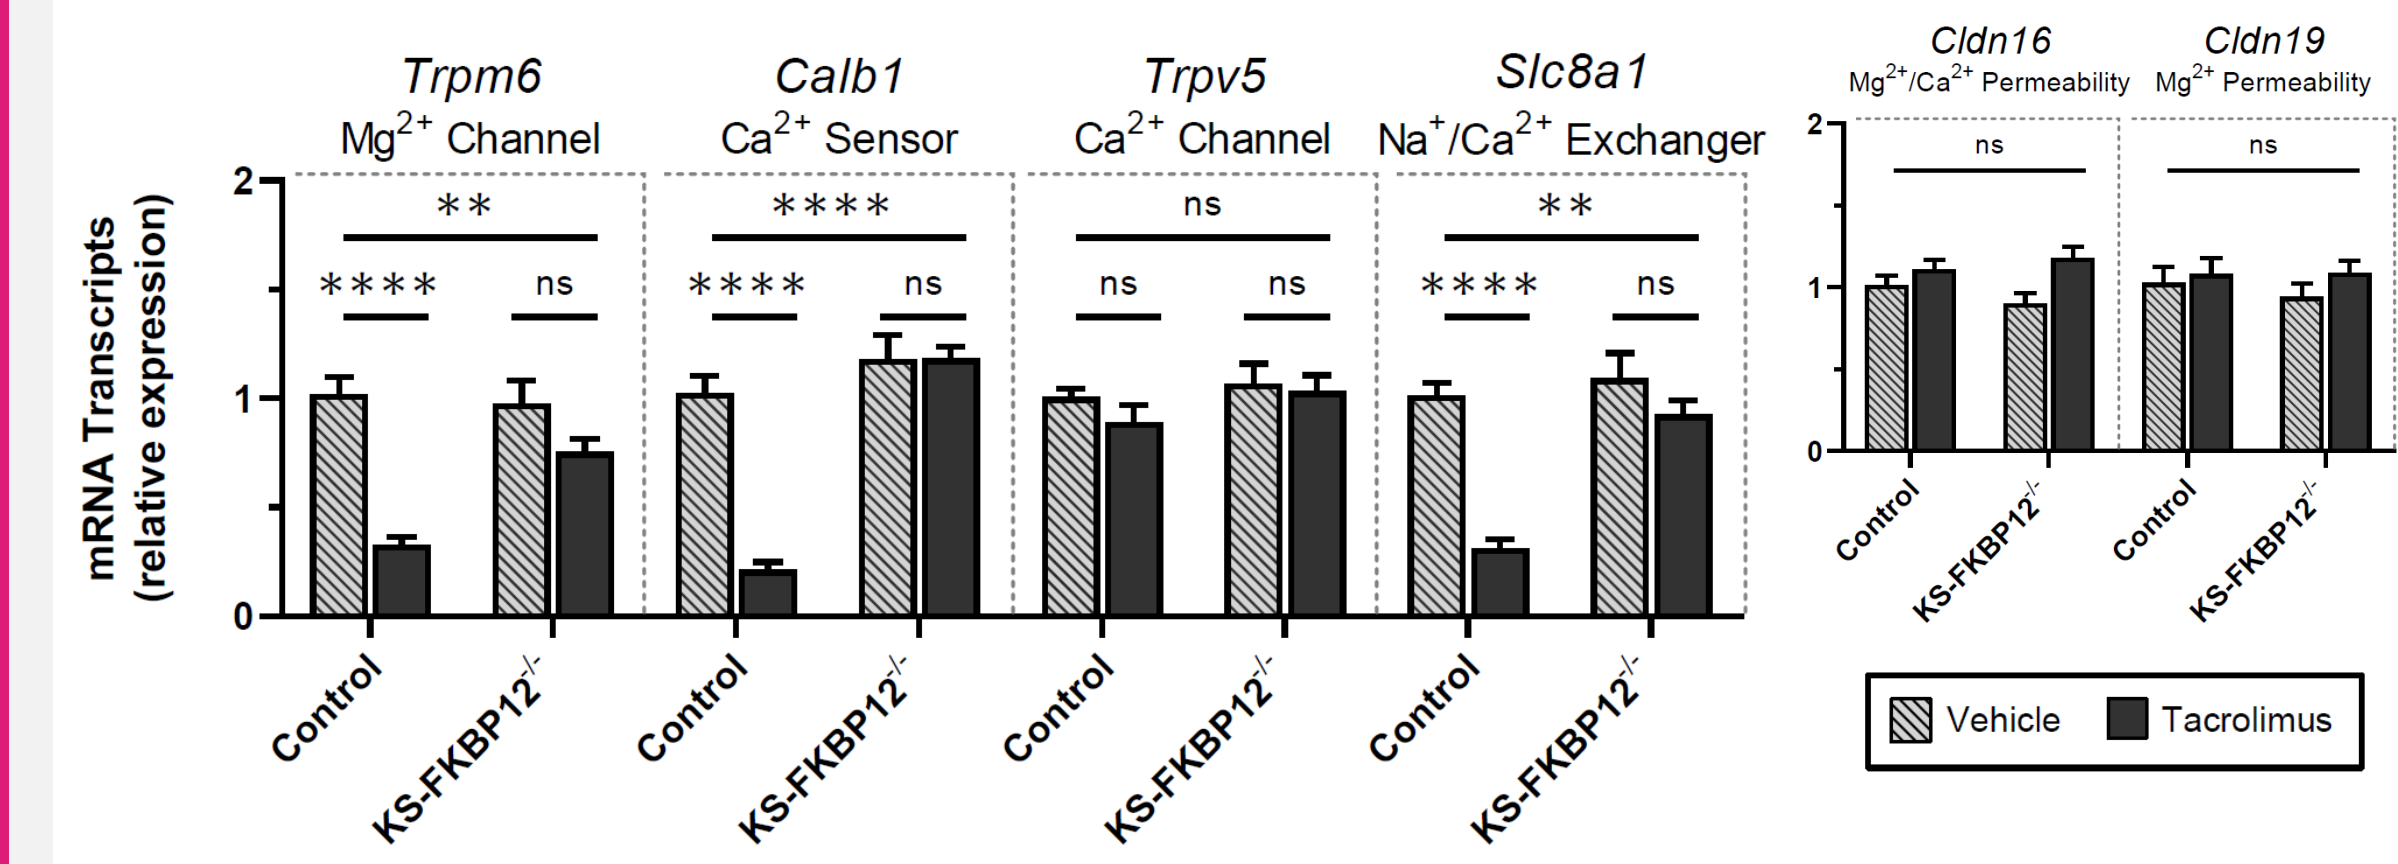 Trpm6
Mg²⁺ Channel
Calb1
Ca²⁺ Sensor
Trpv5
Ca²⁺ Channel
Slc8a1
Na⁺/Ca²⁺ Exchanger
mRNA Transcripts
(relative expression)
2
1
0
**
****
ns
****
****
ns
ns
ns
ns
**
****
ns
Control
KS-FKBP12⁻/⁻
Control
KS-FKBP12⁻/⁻
Control
KS-FKBP12⁻/⁻
Control
KS-FKBP12⁻/⁻
Cldn16
Mg²⁺/Ca²⁺ Permeability
Cldn19
Mg²⁺ Permeability
2
1
0
ns
ns
Control
KS-FKBP12⁻/⁻
Control
KS-FKBP12⁻/⁻
Vehicle
Tacrolimus